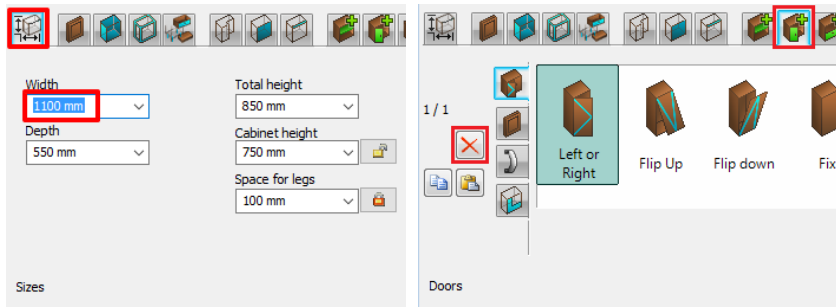 Width
1100 mm
Depth
550 mm
Total height
850 mm
Cabinet height
750 mm
Space for legs
100 mm
Sizes
1 / 1
Left or
Right
Flip Up
Flip down
Fix
Doors